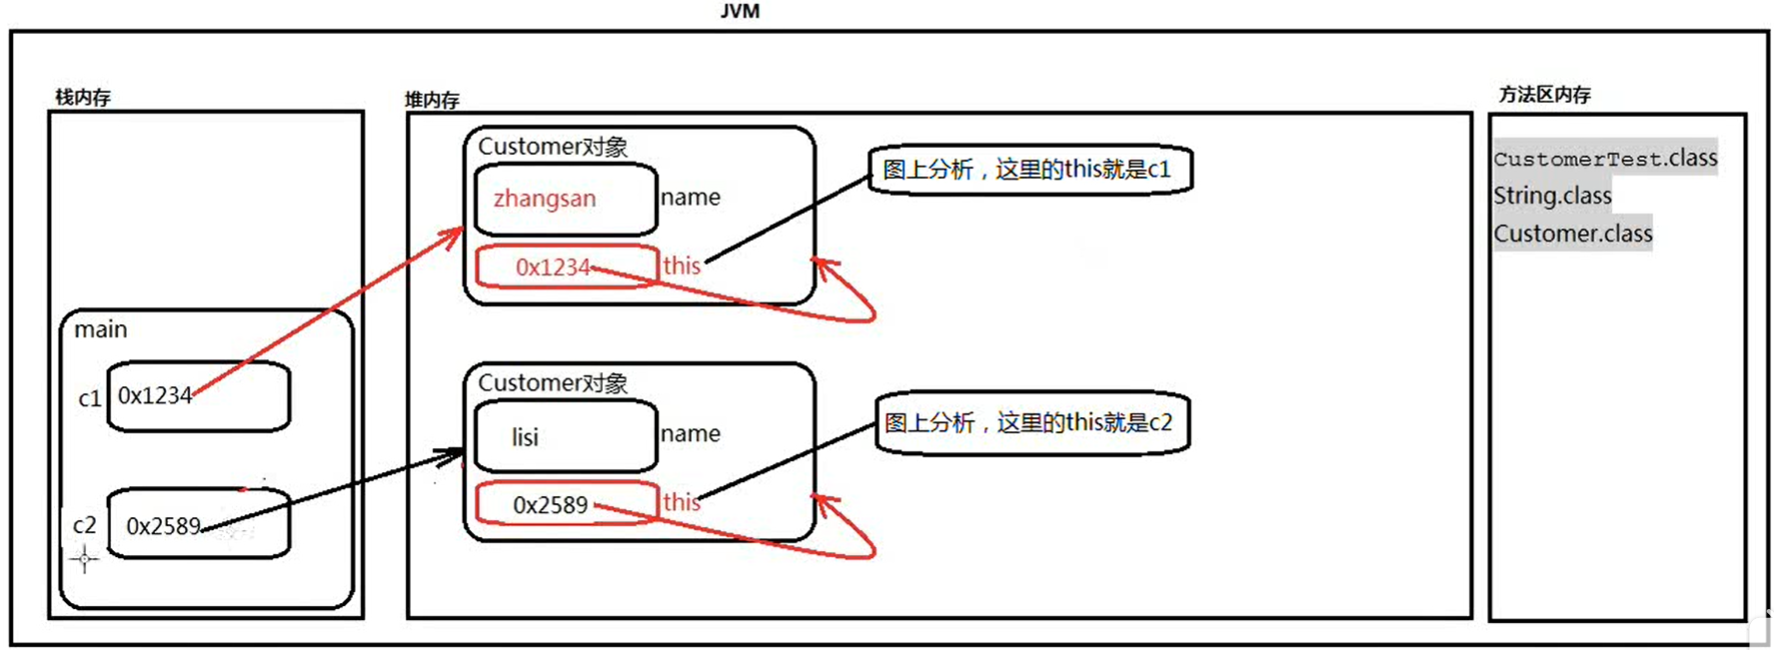 JVM
栈内存
main
c1
0x1234
c2
0x2589
堆内存
Customer对象
zhangsan
name
0x1234
this
图上分析，这里的this就是c1
Customer对象
lisi
name
0x2589
this
图上分析，这里的this就是c2
方法区内存
CustomerTest.class
String.class
Customer.class